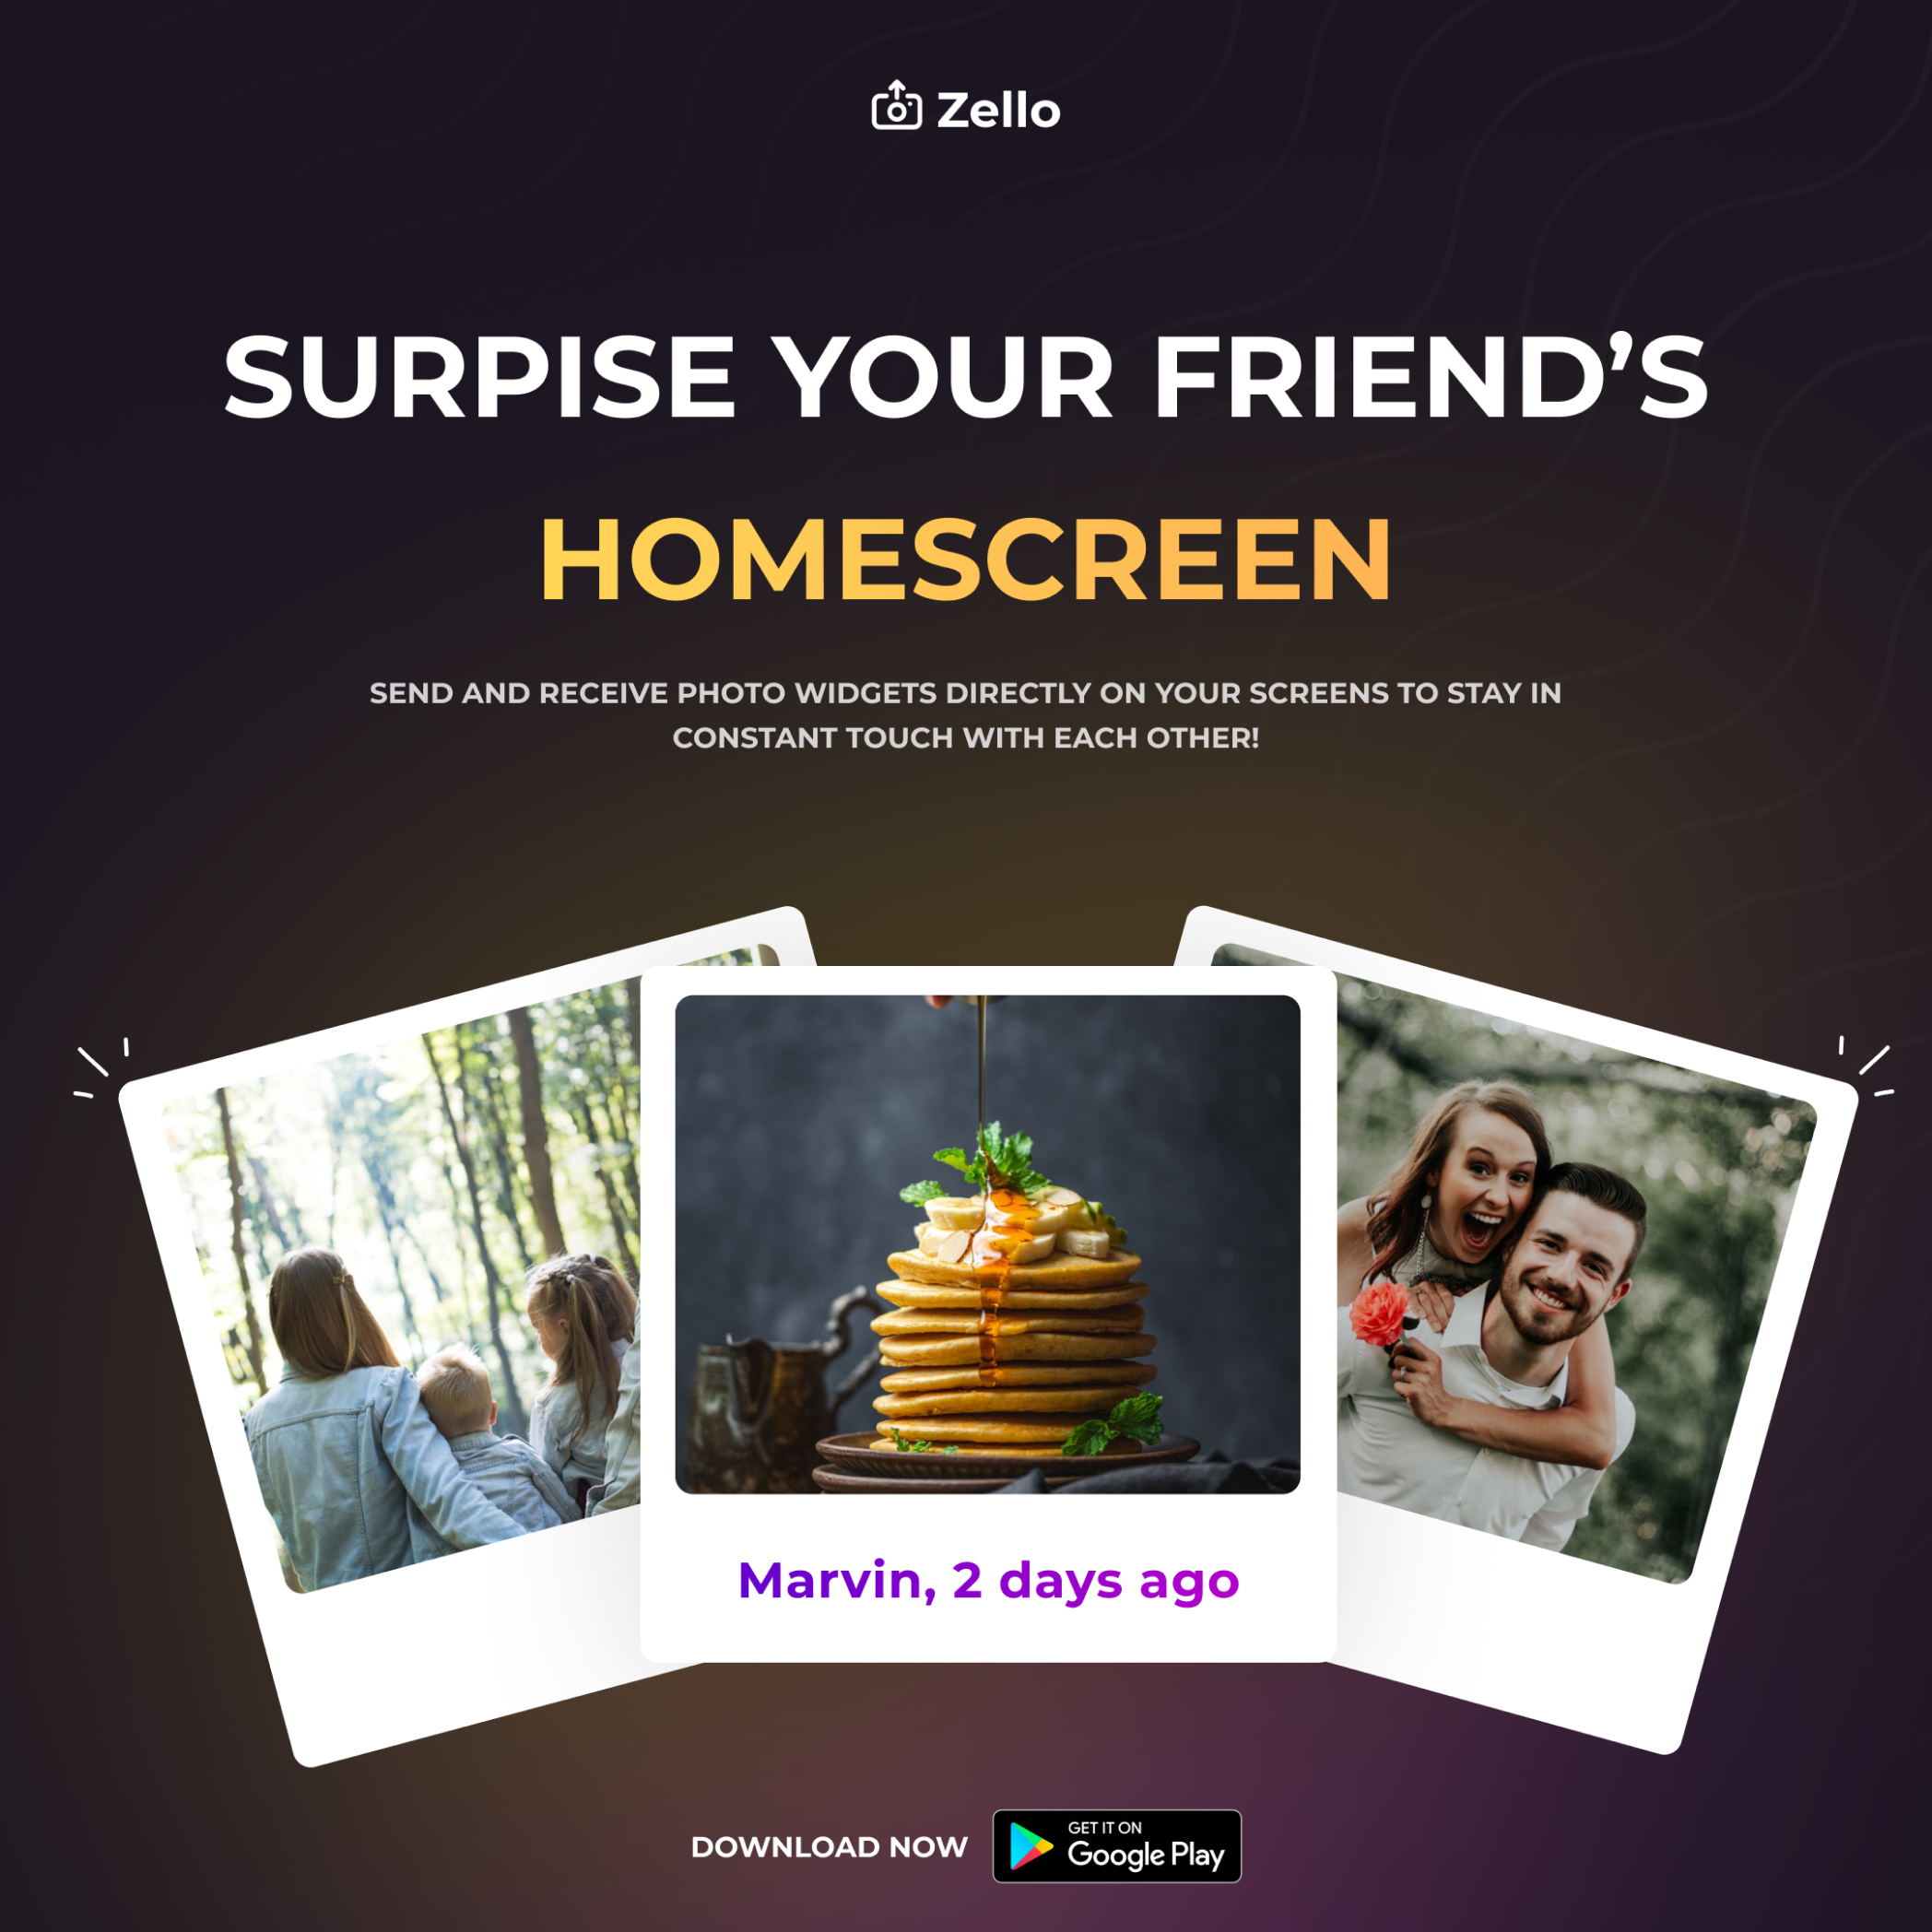 Zello
SURPISE YOUR FRIEND’S
HOMESCREEN
SEND AND RECEIVE PHOTO WIDGETS DIRECTLY ON YOUR SCREENS TO STAY IN
CONSTANT TOUCH WITH EACH OTHER!
Marvin, 2 days ago
DOWNLOAD NOW
GET IT ON
Google Play